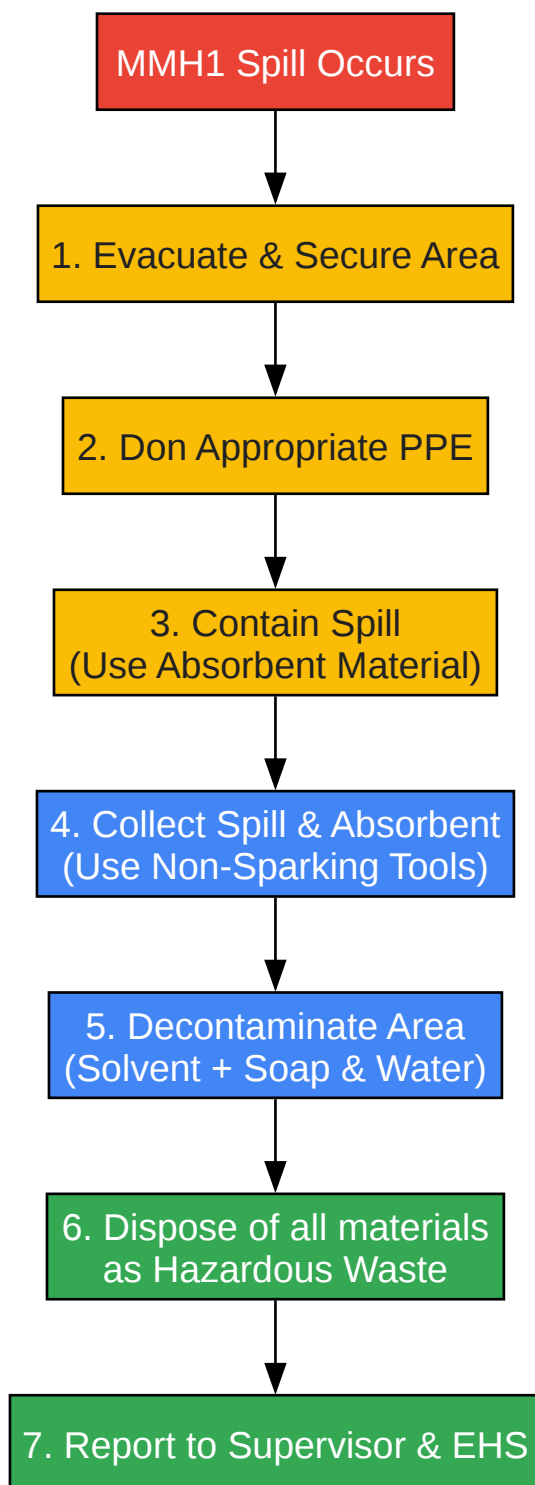 MMH1 Spill Occurs
1. Evacuate & Secure Area
2. Don Appropriate PPE
3. Contain Spill
(Use Absorbent Material)
4. Collect Spill & Absorbent
(Use Non-Sparking Tools)
5. Decontaminate Area
(Solvent + Soap & Water)
6. Dispose of all materials
as Hazardous Waste
7. Report to Supervisor & EHS